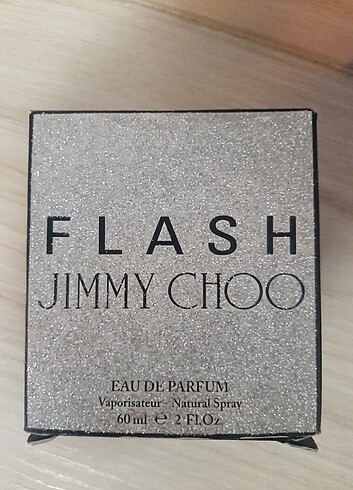 FLASH
JIMMY CHOO
EAU DE PARFUM
Vaporisateur - Natural Spray
60 ml ℮ 2 Fl.Oz